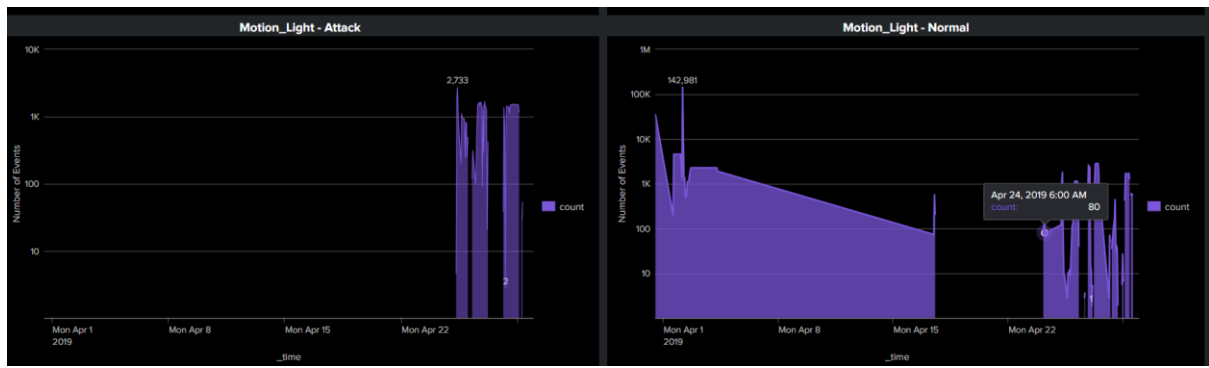 Motion_Light - Attack
10K
1K
100
10
Number of Events
2,733
2
count
Mon Apr 1
2019
Mon Apr 8
Mon Apr 15
Mon Apr 22
_time
Motion_Light - Normal
1M
100K
10K
1K
100
10
Number of Events
142,981
Apr 24, 2019 6:00 AM
count: 80
1
count
Mon Apr 1
2019
Mon Apr 8
Mon Apr 15
Mon Apr 22
_time